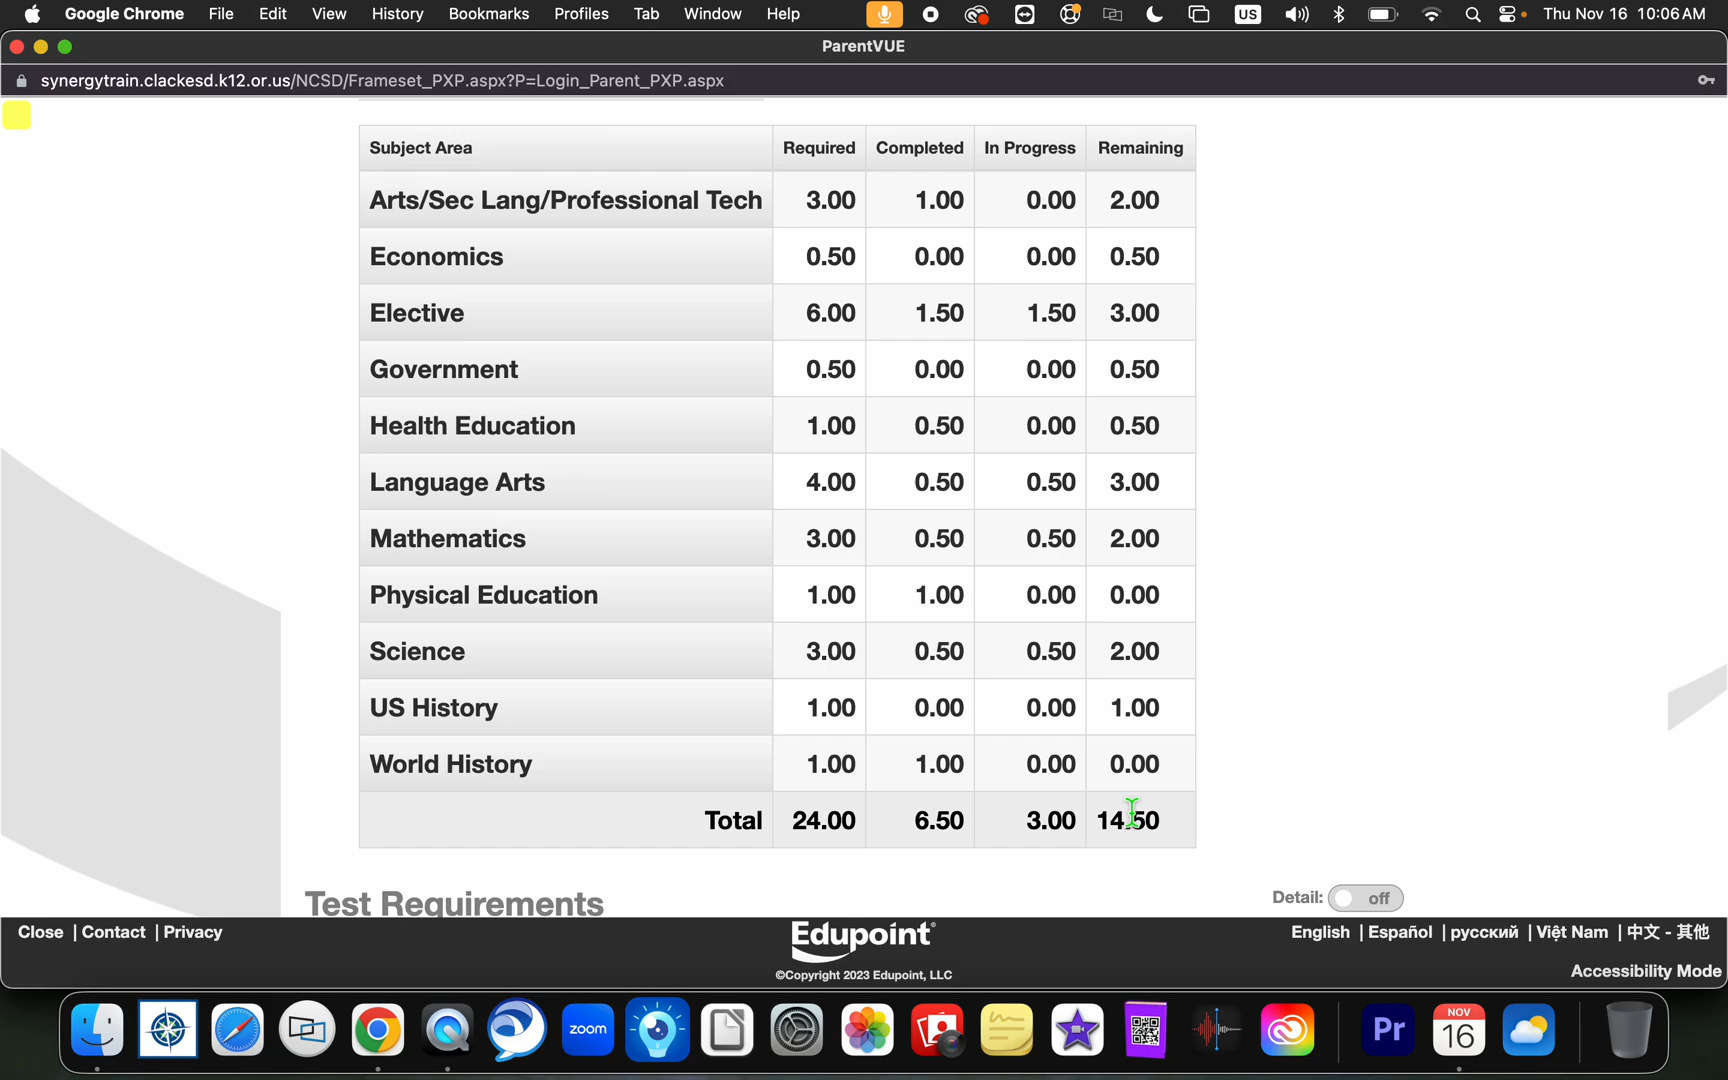 Google Chrome File Edit View History Bookmarks Profiles Tab Window Help US Thu Nov 16 10:06 AM
ParentVUE
synergytrain.clackesd.k12.or.us/NCSD/Frameset_PXP.aspx?P=Login_Parent_PXP.aspx
Subject Area Required Completed In Progress Remaining
Arts/Sec Lang/Professional Tech 3.00 1.00 0.00 2.00
Economics 0.50 0.00 0.00 0.50
Elective 6.00 1.50 1.50 3.00
Government 0.50 0.00 0.00 0.50
Health Education 1.00 0.50 0.00 0.50
Language Arts 4.00 0.50 0.50 3.00
Mathematics 3.00 0.50 0.50 2.00
Physical Education 1.00 1.00 0.00 0.00
Science 3.00 0.50 0.50 2.00
US History 1.00 0.00 0.00 1.00
World History 1.00 1.00 0.00 0.00
Total 24.00 6.50 3.00 14.50
Test Requirements Detail: off
Close | Contact | Privacy Edupoint® English | Español | русский | Việt Nam | 中文 - 其他
©Copyright 2023 Edupoint, LLC Accessibility Mode
zoom Pr NOV 16